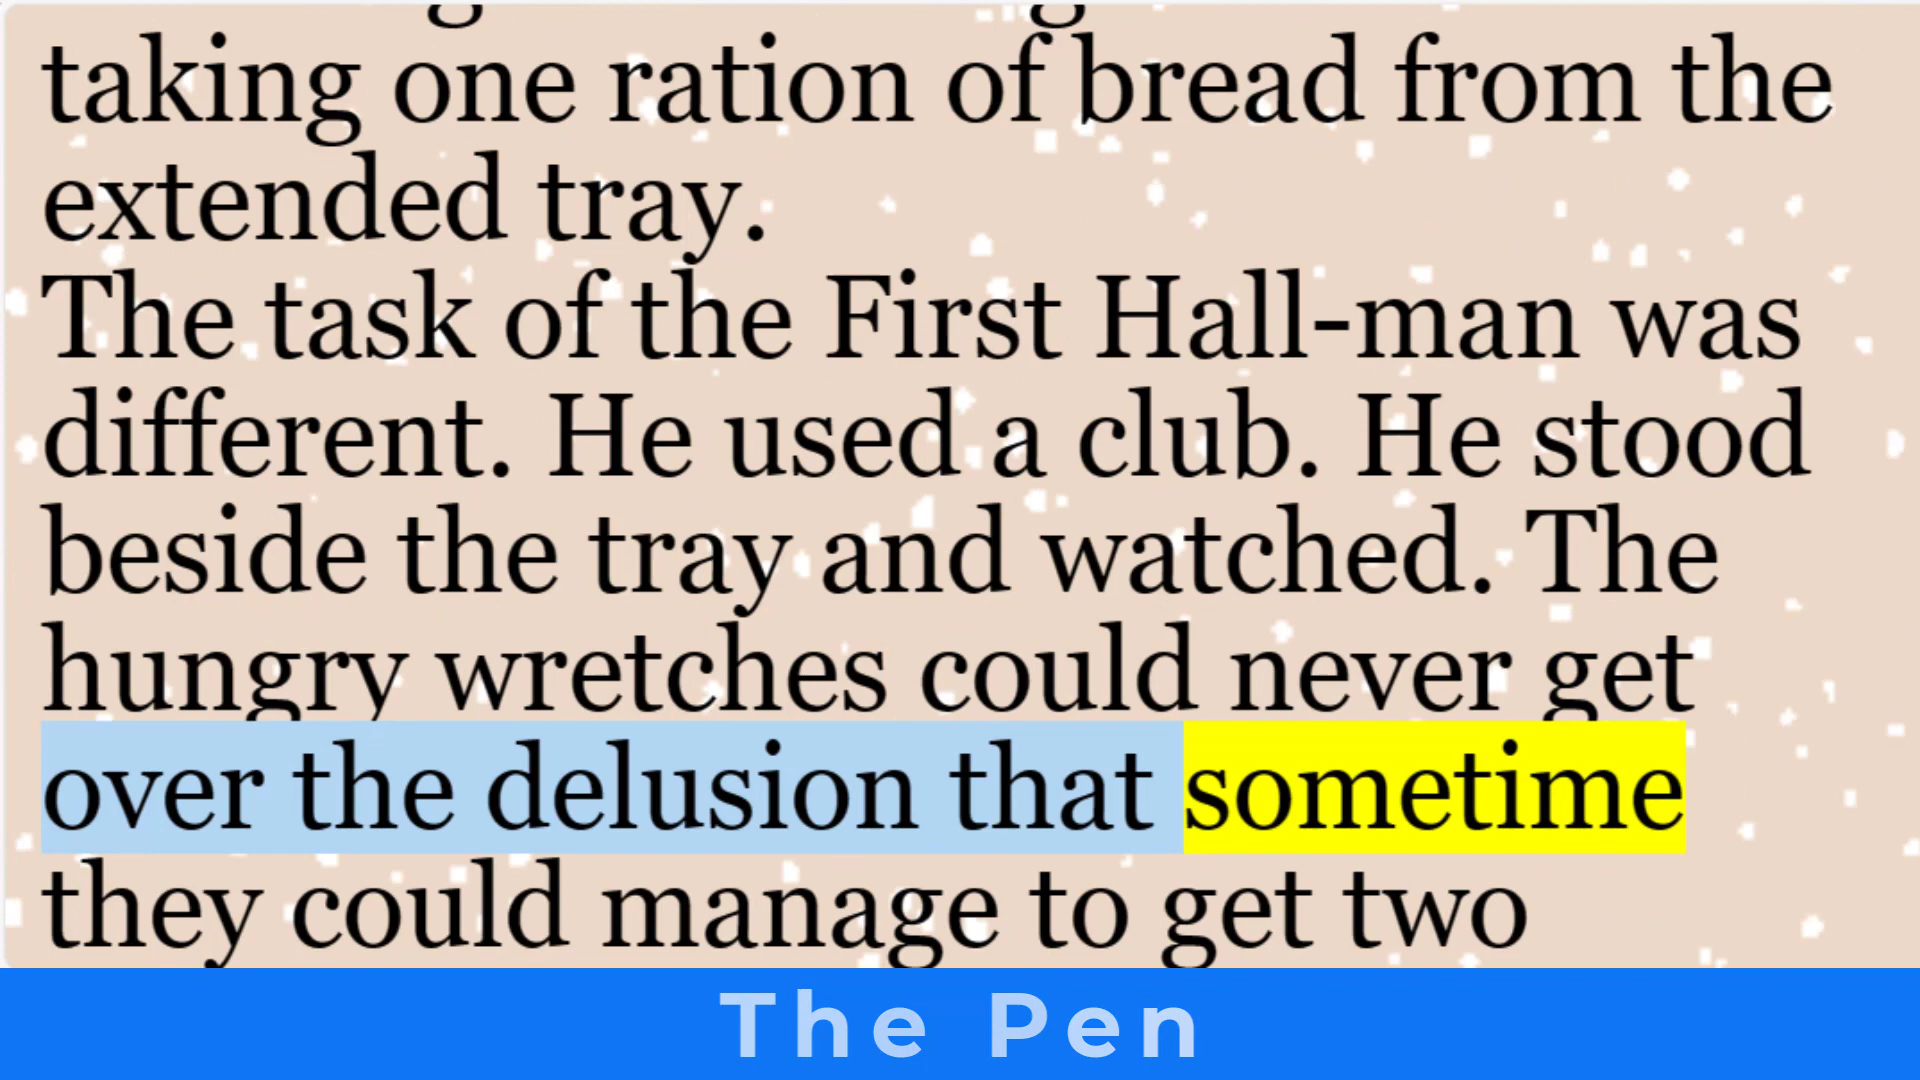 taking one ration of bread from the
extended tray.
The task of the First Hall-man was
different. He used a club. He stood
beside the tray and watched. The
hungry wretches could never get
over the delusion that sometime
they could manage to get two
The Pen